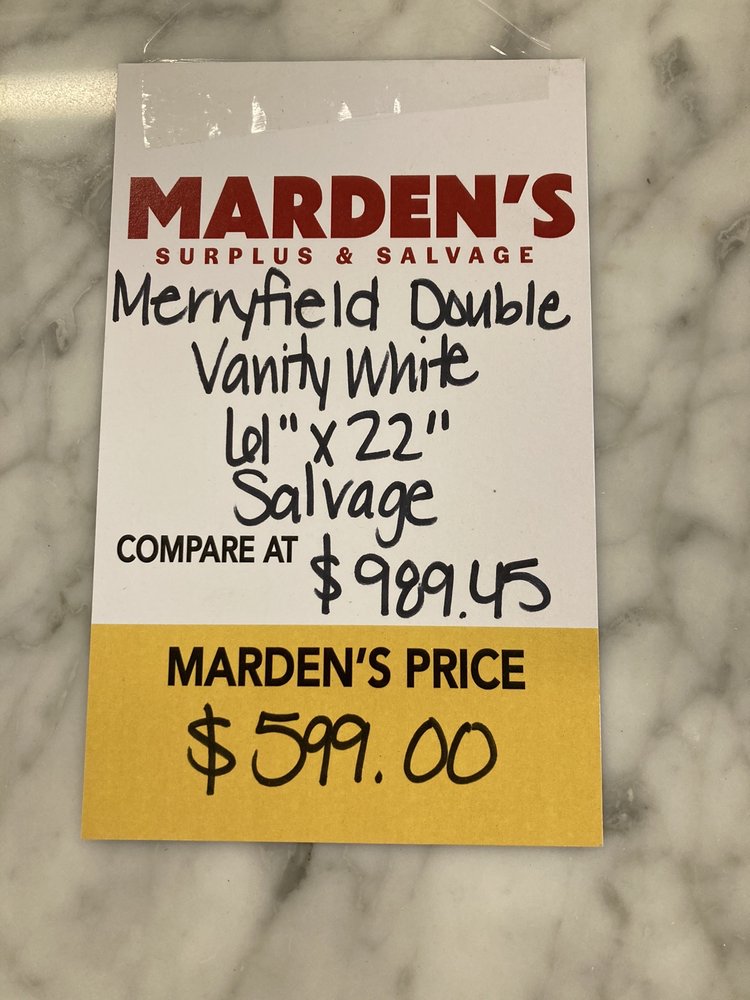 MARDEN'S
SURPLUS & SALVAGE
Merryfield Double
Vanity White
61" x 22"
Salvage
COMPARE AT $989.45
MARDEN'S PRICE
$599.00